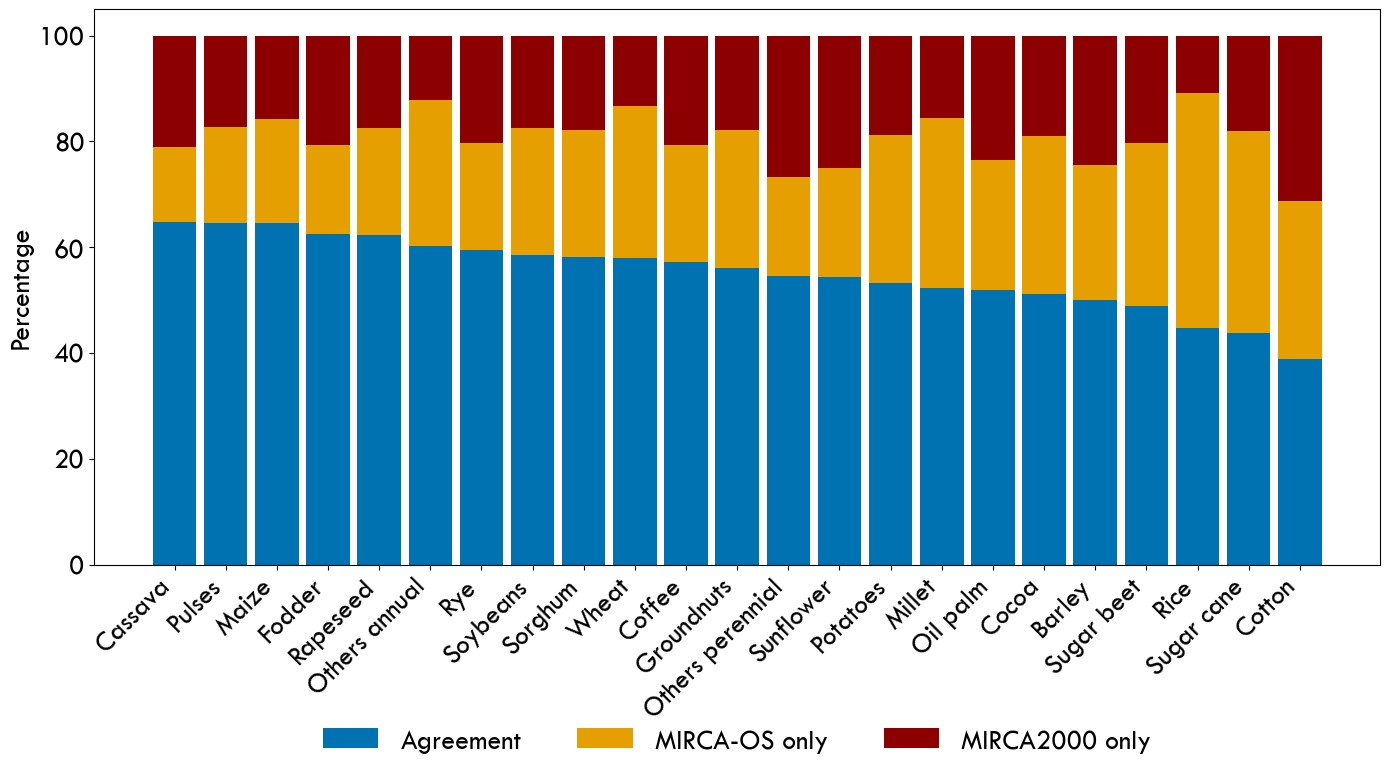 Percentage
100
80
60
40
20
0
Cassava
Pulses
Maize
Fodder
Rapeseed
Others annual
Rye
Soybeans
Sorghum
Wheat
Coffee
Groundnuts
Others perennial
Sunflower
Potatoes
Millet
Oil palm
Cocoa
Barley
Sugar beet
Rice
Sugar cane
Cotton
Agreement
MIRCA-OS only
MIRCA2000 only